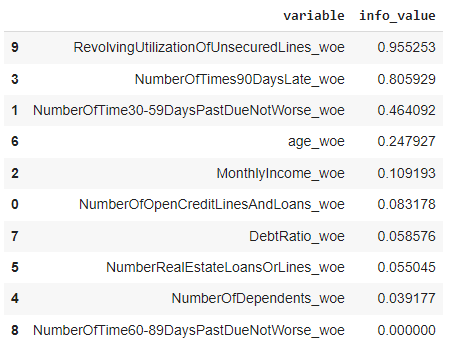 variable info_value
9 RevolvingUtilizationOfUnsecuredLines_woe 0.955253
3 NumberOfTimes90DaysLate_woe 0.805929
1 NumberOfTime30-59DaysPastDueNotWorse_woe 0.464092
6 age_woe 0.247927
2 MonthlyIncome_woe 0.109193
0 NumberOfOpenCreditLinesAndLoans_woe 0.083178
7 DebtRatio_woe 0.058576
5 NumberRealEstateLoansOrLines_woe 0.055045
4 NumberOfDependents_woe 0.039177
8 NumberOfTime60-89DaysPastDueNotWorse_woe 0.000000